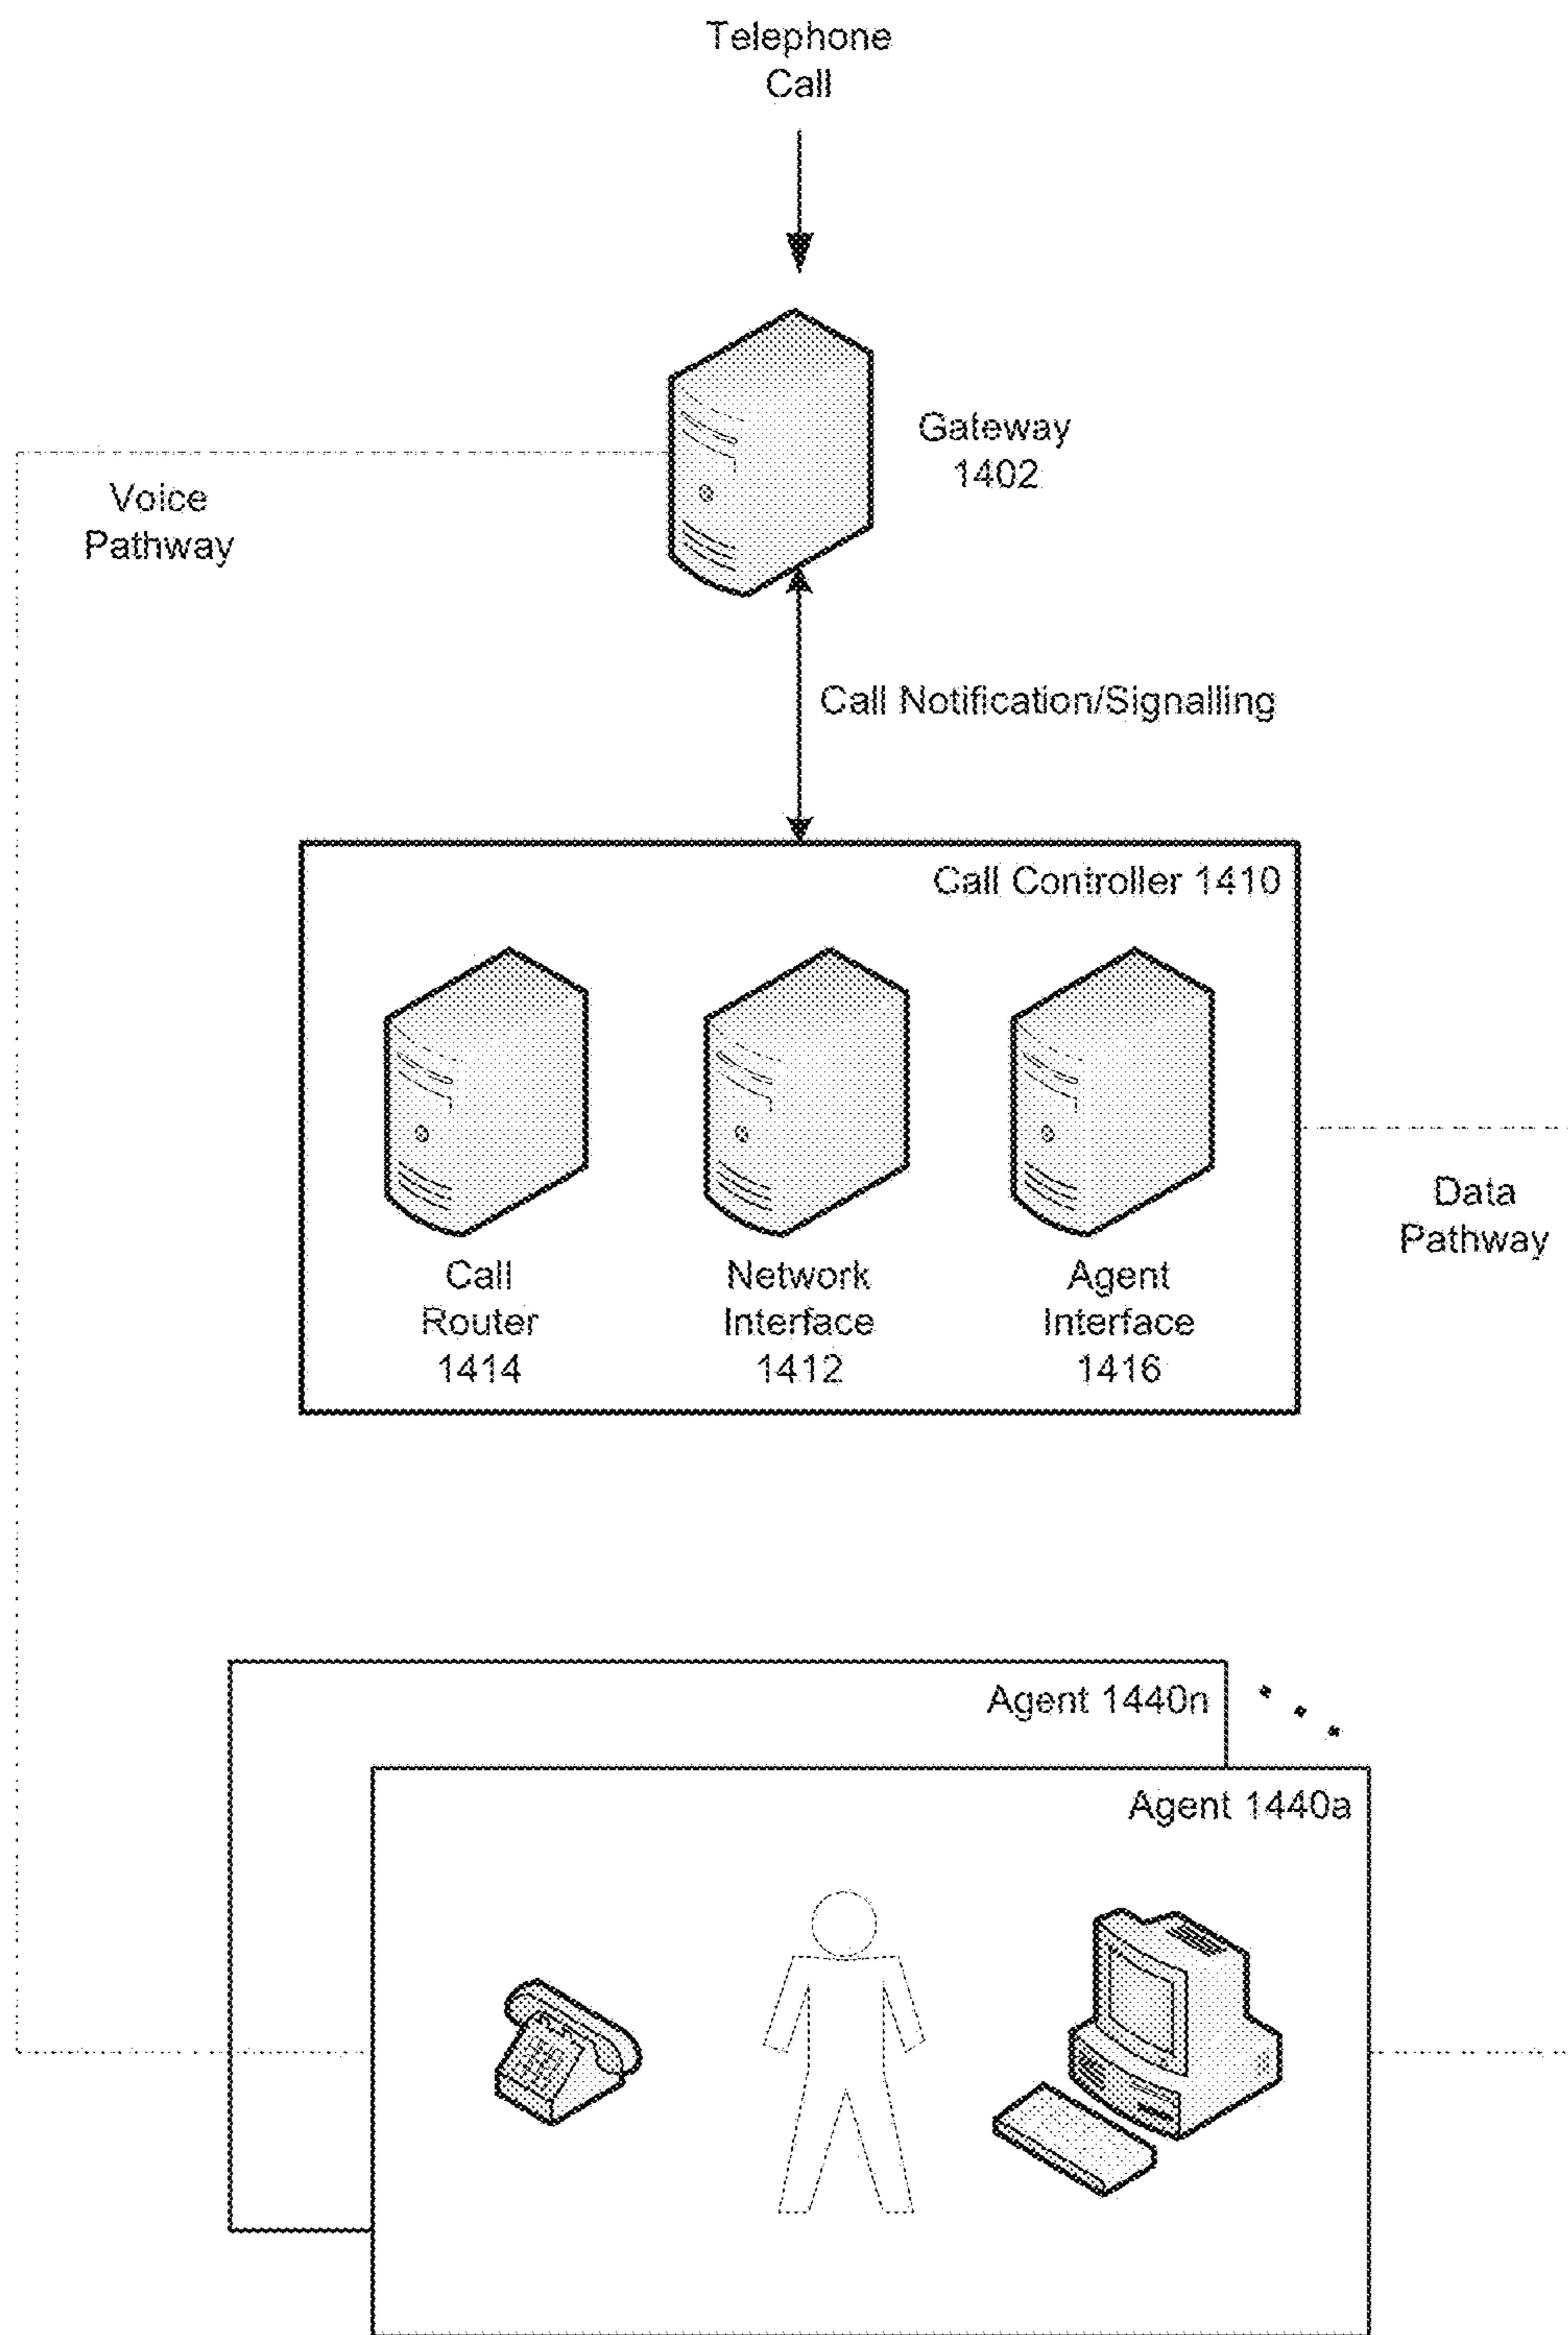 Telephone
Call
Gateway
1402
Voice
Pathway
Call Notification/Signalling
Call Controller 1410
Call
Router
1414
Network
Interface
1412
Agent
Interface
1416
Data
Pathway
Agent 1440n
Agent 1440a